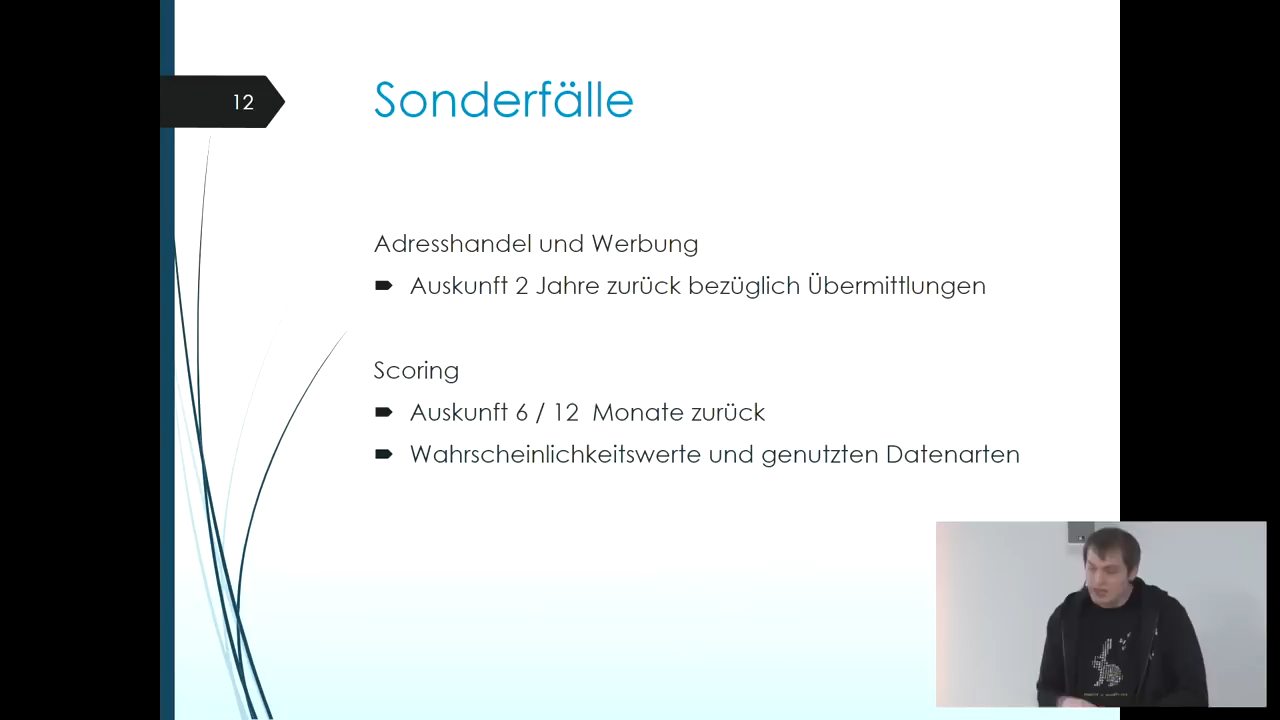 12
Sonderfälle
Adresshandel und Werbung
Auskunft 2 Jahre zurück bezüglich Übermittlungen
Scoring
Auskunft 6 / 12 Monate zurück
Wahrscheinlichkeitswerte und genutzten Datenarten